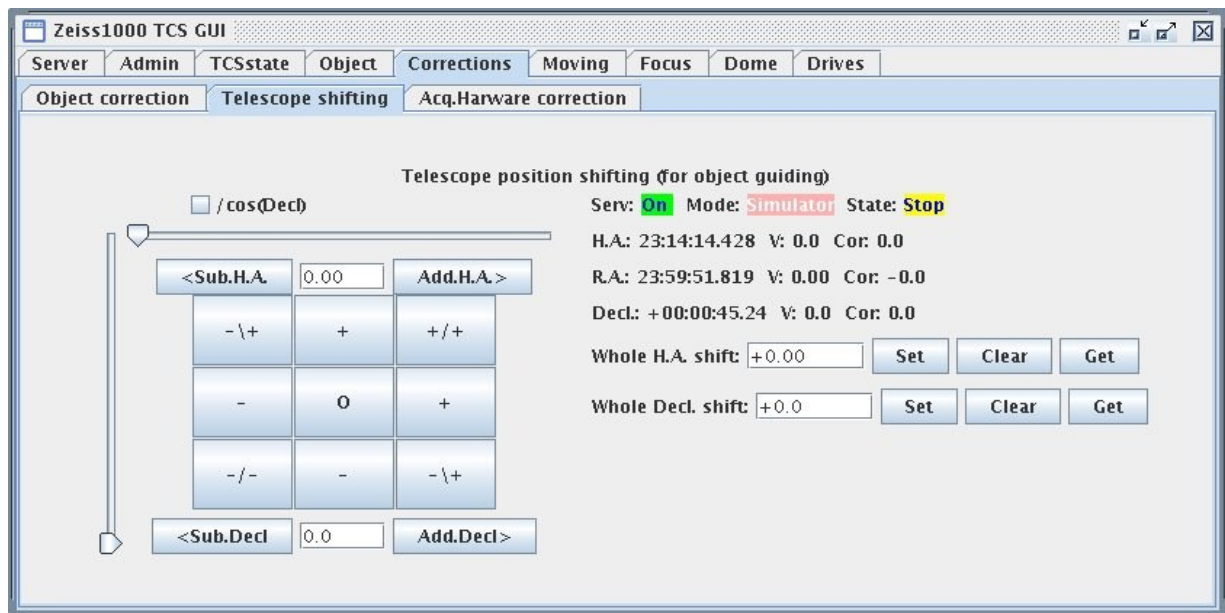 Zeiss1000 TCS GUI
Server Admin TCSstate Object Corrections Moving Focus Dome Drives
Object correction Telescope shifting Acq.Harware correction
Telescope position shifting (for object guiding)
/cos(Decl) Serv: On Mode: Simulator State: Stop
H.A.: 23:14:14.428 V: 0.0 Cor: 0.0
<Sub.H.A. 0.00 Add.H.A.> R.A.: 23:59:51.819 V: 0.00 Cor: -0.0
Decl.: +00:00:45.24 V: 0.0 Cor: 0.0
-\+ + +/+
Whole H.A. shift: +0.00 Set Clear Get
- O +
Whole Decl. shift: +0.0 Set Clear Get
-/- - -\+
<Sub.Decl 0.0 Add.Decl>